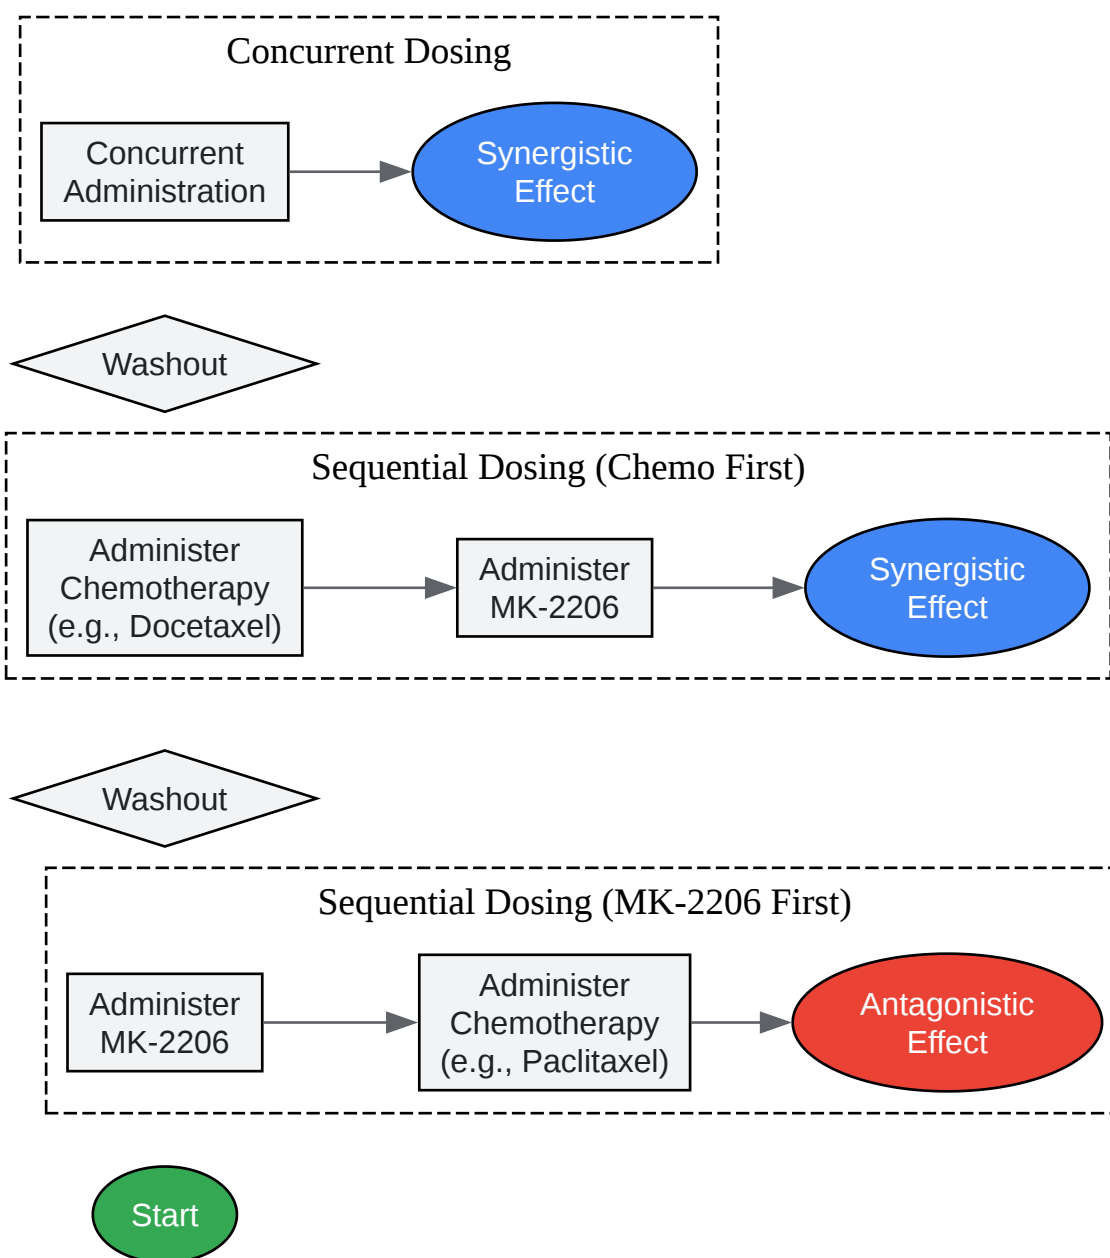 Concurrent Dosing
Concurrent
Administration
Synergistic
Effect
Washout
Sequential Dosing (Chemo First)
Administer
Chemotherapy
(e.g., Docetaxel)
Administer
MK-2206
Synergistic
Effect
Washout
Sequential Dosing (MK-2206 First)
Administer
MK-2206
Administer
Chemotherapy
(e.g., Paclitaxel)
Antagonistic
Effect
Start